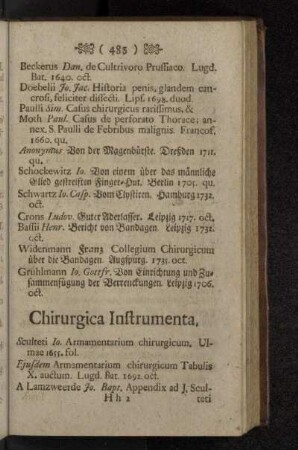 ( 485 )
Beckerus Dan. de Cultrivoro Prussiaco. Lugd.
Bat. 1640. oct.
Doebelii Jo. Jac. Historia penis, glandem can-
crosi, feliciter dissecti. Lips. 1698. duod.
Paulli Sim. Casus chirurgicus rarissimus, &
Moth Paul. Casus de perforato Thorace; an-
nex. S. Paulli de Febribus malignis. Francof.
1660. qu.
Anonymus Von der Magenbürste. Dreßden 1711.
qu.
Schockewitz Jo. Von einem über das männliche
Glied gestreiften Finger-Hut. Berlin 1705. qu.
Schwartz Jo. Casp. Vom Clystiren. Hamburg 1731.
oct.
Crons Ludov. Guter Aderlasser. Leipzig 1717. oct.
Bassii Henr. Bericht von Bandagen. Leipzig 1731.
oct.
Widenmann Franz Collegium Chirurgicum
über die Bandagen. Augspurg. 1735. oct.
Grühlmann Jo. Gottfr. Von Einrichtung und Zu-
sammenfügung der Verrenckungen. Leipzig 1706.
oct.
Chirurgica Instrumenta.
Sculteti Jo. Armamentarium chirurgicum, Ul-
mae 1655. fol.
Ejusdem Armamentarium chirurgicum Tabulis
X. auctum. Lugd. Bat. 1692. oct.
A Lamzweerde Jo. Bapt. Appendix ad J. Scul-
H h 2 teti